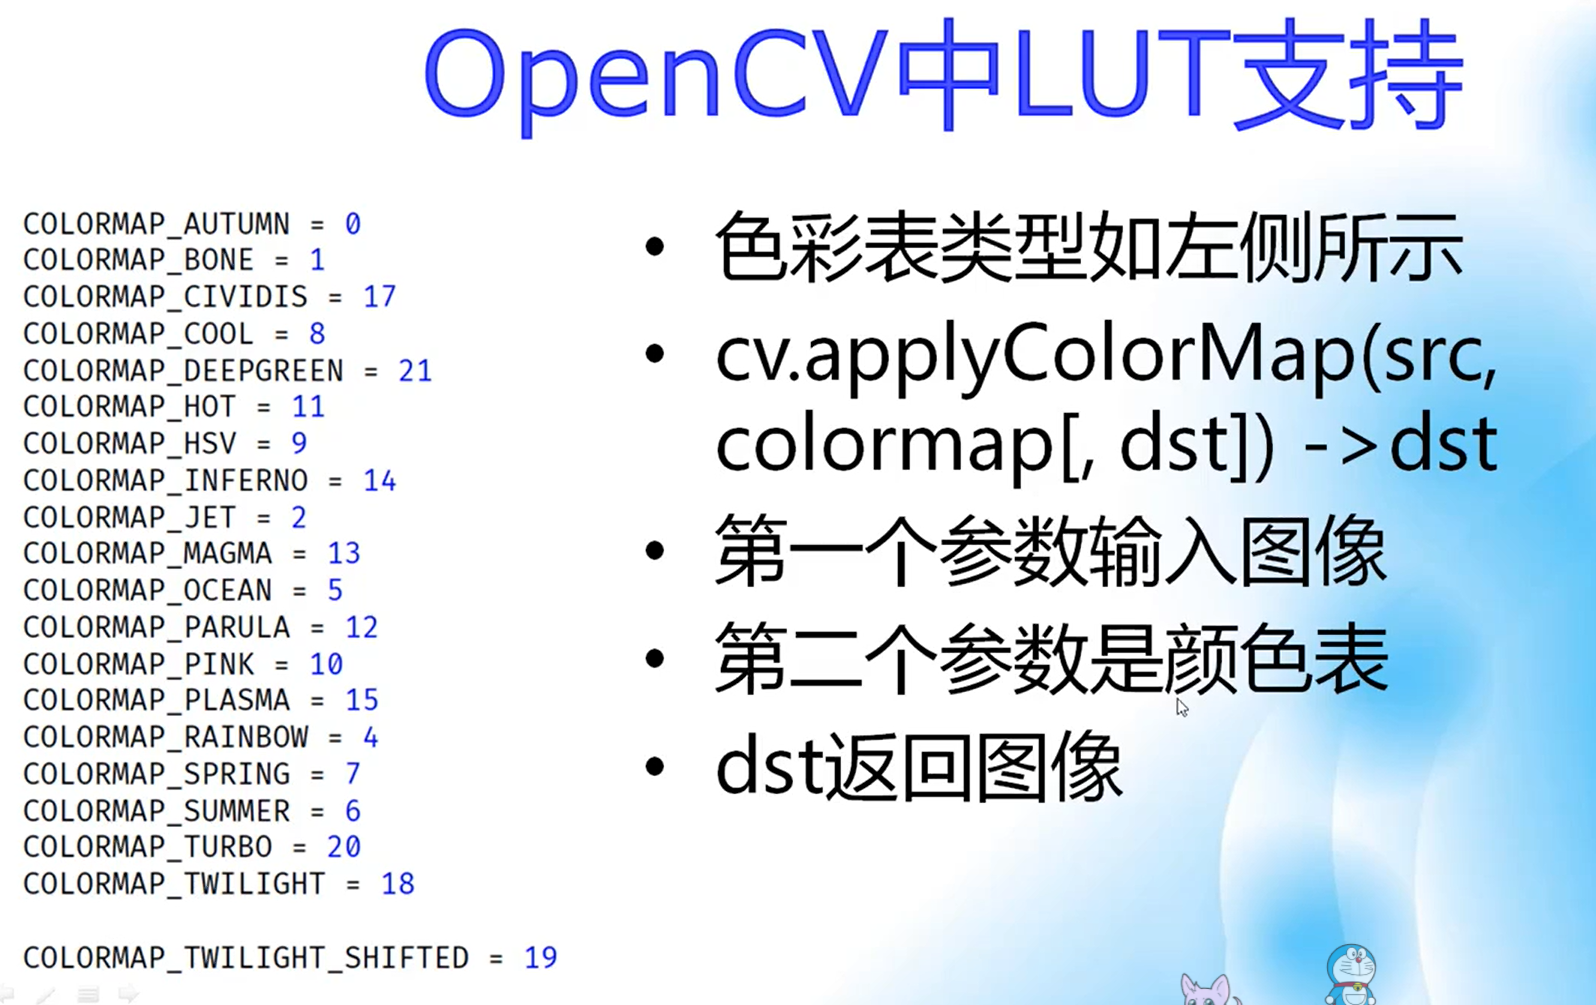 OpenCV中LUT支持
COLORMAP_AUTUMN = 0
COLORMAP_BONE = 1
COLORMAP_CIVIDIS = 17
COLORMAP_COOL = 8
COLORMAP_DEEPGREEN = 21
COLORMAP_HOT = 11
COLORMAP_HSV = 9
COLORMAP_INFERNO = 14
COLORMAP_JET = 2
COLORMAP_MAGMA = 13
COLORMAP_OCEAN = 5
COLORMAP_PARULA = 12
COLORMAP_PINK = 10
COLORMAP_PLASMA = 15
COLORMAP_RAINBOW = 4
COLORMAP_SPRING = 7
COLORMAP_SUMMER = 6
COLORMAP_TURBO = 20
COLORMAP_TWILIGHT = 18
COLORMAP_TWILIGHT_SHIFTED = 19
• 色彩表类型如左侧所示
• cv.applyColorMap(src,
colormap[, dst]) ->dst
• 第一个参数输入图像
• 第二个参数是颜色表
• dst返回图像